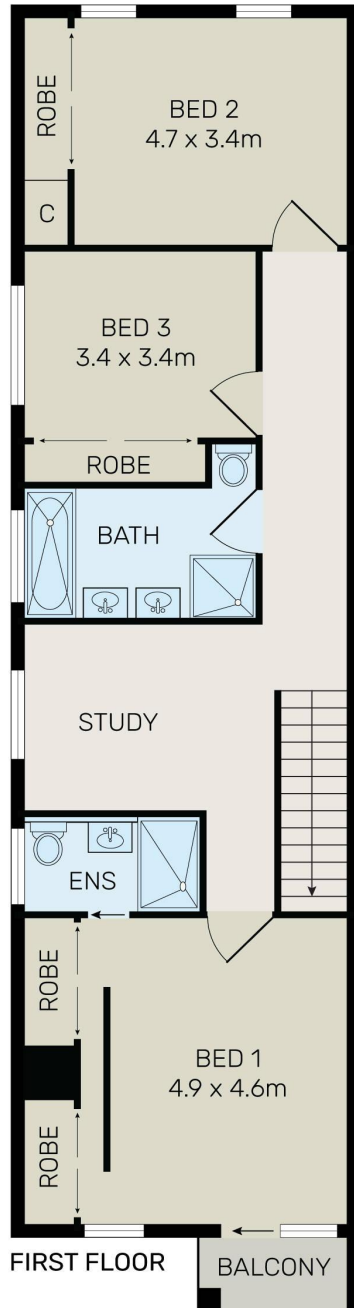 ROBE
BED 2
4.7 x 3.4m
C
BED 3
3.4 x 3.4m
ROBE
BATH
STUDY
ENS
ROBE
BED 1
4.9 x 4.6m
ROBE
FIRST FLOOR
BALCONY